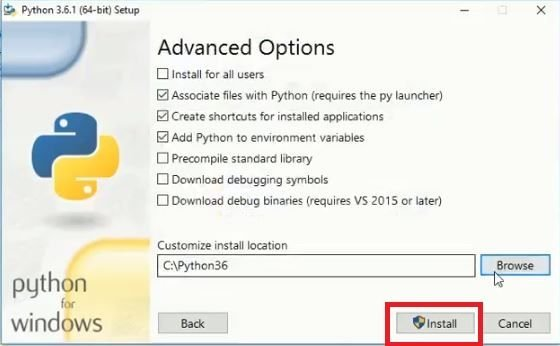 Python 3.6.1 (64-bit) Setup
Advanced Options
Install for all users
Associate files with Python (requires the py launcher)
Create shortcuts for installed applications
Add Python to environment variables
Precompile standard library
Download debugging symbols
Download debug binaries (requires VS 2015 or later)
Customize install location
C:\Python36
Browse
python
for
windows
Back
Install
Cancel